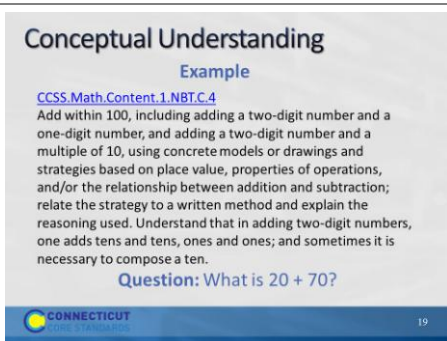 Conceptual Understanding
Example
CCSS.Math.Content.1.NBT.C.4
Add within 100, including adding a two-digit number and a
one-digit number, and adding a two-digit number and a
multiple of 10, using concrete models or drawings and
strategies based on place value, properties of operations,
and/or the relationship between addition and subtraction;
relate the strategy to a written method and explain the
reasoning used. Understand that in adding two-digit numbers,
one adds tens and tens, ones and ones; and sometimes it is
necessary to compose a ten.
Question: What is 20 + 70?
CONNECTICUT
CORE STANDARDS
19